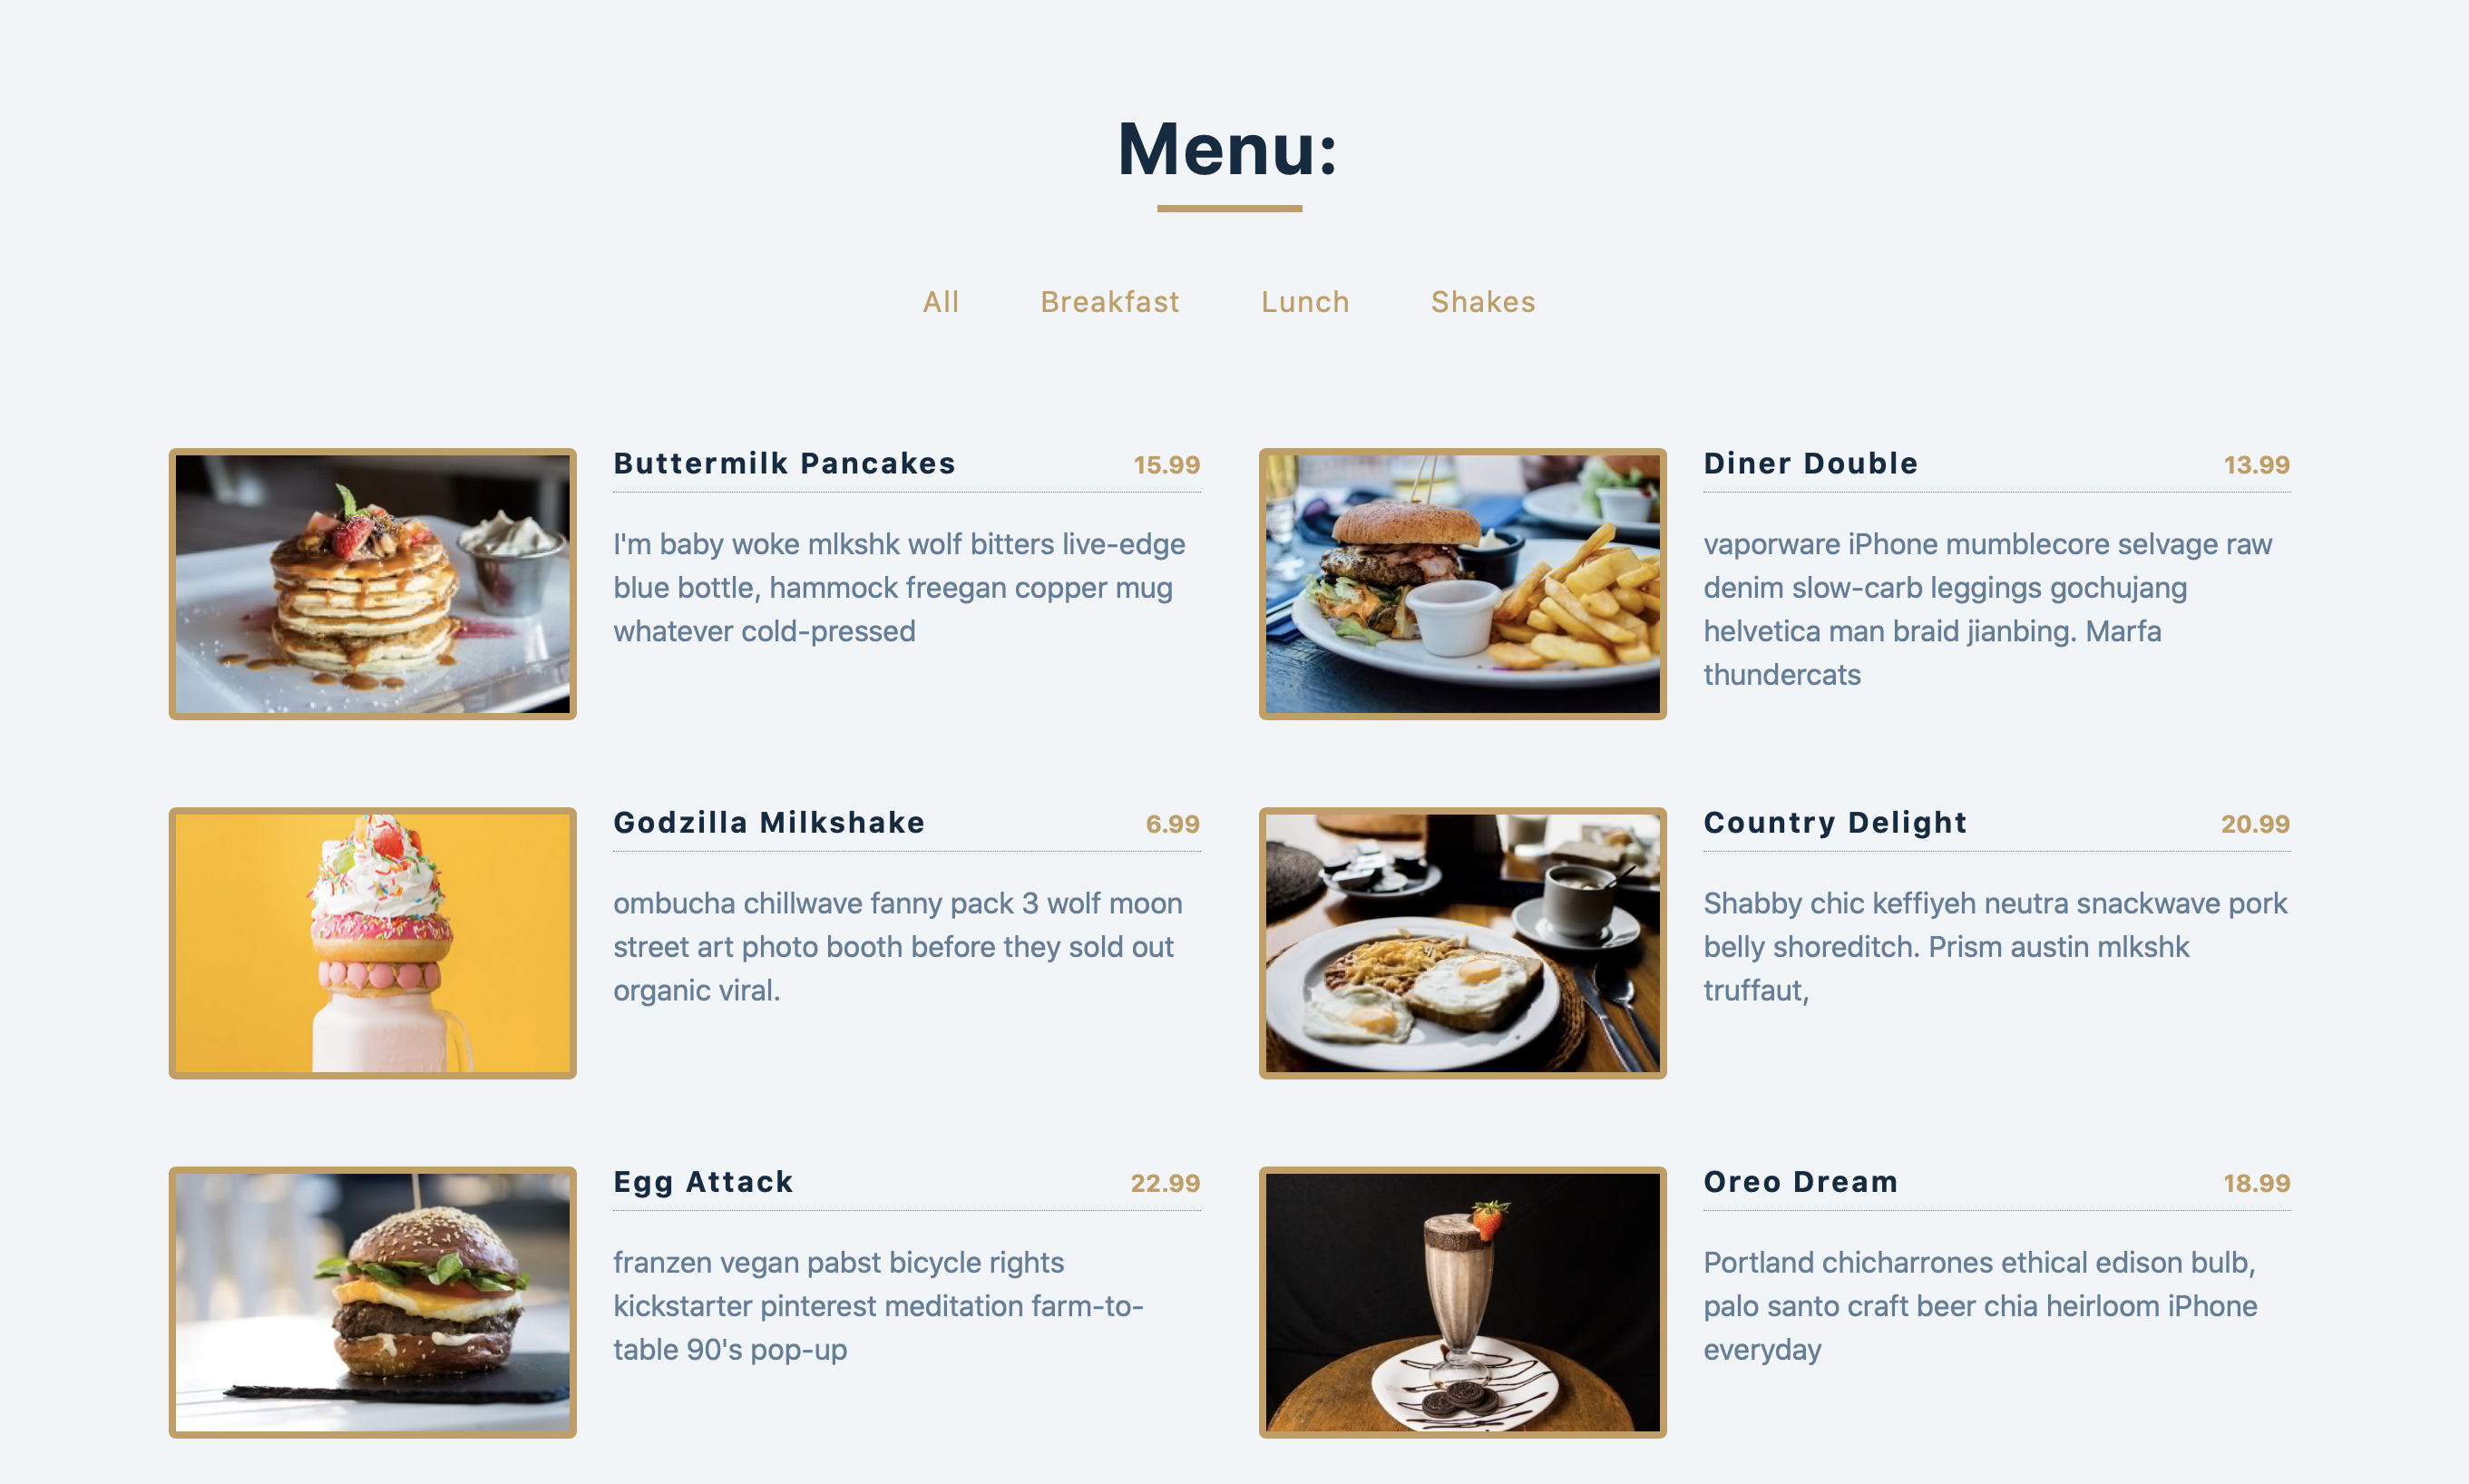 Menu:
All
Breakfast
Lunch
Shakes
Buttermilk Pancakes
15.99
I'm baby woke mlkshk wolf bitters live-edge
blue bottle, hammock freegan copper mug
whatever cold-pressed
Diner Double
13.99
vaporware iPhone mumblecore selvage raw
denim slow-carb leggings gochujang
helvetica man braid jianbing. Marfa
thundercats
Godzilla Milkshake
6.99
ombucha chillwave fanny pack 3 wolf moon
street art photo booth before they sold out
organic viral.
Country Delight
20.99
Shabby chic keffiyeh neutra snackwave pork
belly shoreditch. Prism austin mlkshk
truffaut,
Egg Attack
22.99
franzen vegan pabst bicycle rights
kickstarter pinterest meditation farm-to-
table 90's pop-up
Oreo Dream
18.99
Portland chicharrones ethical edison bulb,
palo santo craft beer chia heirloom iPhone
everyday